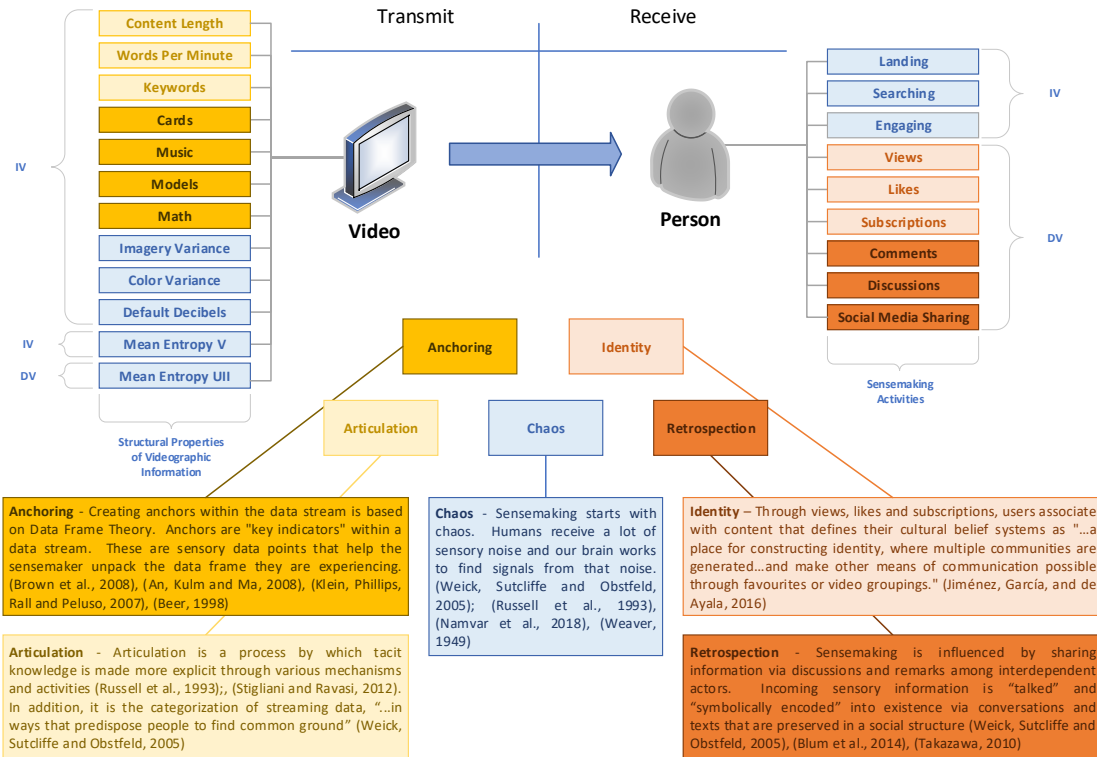 Transmit
Receive
Content Length
Words Per Minute
Keywords
Cards
Music
Models
Math
Imagery Variance
Color Variance
Default Decibels
Mean Entropy V
Mean Entropy UII
IV
IV
DV
Structural Properties
of Videographic
Information
Video
Person
Landing
Searching
Engaging
Views
Likes
Subscriptions
Comments
Discussions
Social Media Sharing
IV
DV
Sensemaking
Activities
Anchoring
Identity
Articulation
Chaos
Retrospection
Anchoring - Creating anchors within the data stream is
based on Data Frame Theory. Anchors are "key indicators" within a
data stream. These are sensory data points that help the
sensemaker unpack the data frame they are experiencing.
(Brown et al., 2008), (An, Kulm and Ma, 2008), (Klein, Phillips,
Rall and Peluso, 2007), (Beer, 1998)
Articulation - Articulation is a process by which tacit
knowledge is made more explicit through various mechanisms
and activities (Russell et al., 1993);, (Stigliani and Ravasi, 2012).
In addition, it is the categorization of streaming data, “...in
ways that predispose people to find common ground” (Weick,
Sutcliffe and Obstfeld, 2005)
Chaos - Sensemaking starts with
chaos. Humans receive a lot of
sensory noise and our brain works
to find signals from that noise.
(Weick, Sutcliffe and Obstfeld,
2005); (Russell et al., 1993),
(Namvar et al., 2018), (Weaver,
1949)
Identity – Through views, likes and subscriptions, users associate
with content that defines their cultural belief systems as "…a
place for constructing identity, where multiple communities are
generated…and make other means of communication possible
through favourites or video groupings." (Jiménez, García, and de
Ayala, 2016)
Retrospection - Sensemaking is influenced by sharing
information via discussions and remarks among interdependent
actors. Incoming sensory information is “talked” and
“symbolically encoded” into existence via conversations and
texts that are preserved in a social structure (Weick, Sutcliffe and
Obstfeld, 2005), (Blum et al., 2014), (Takazawa, 2010)